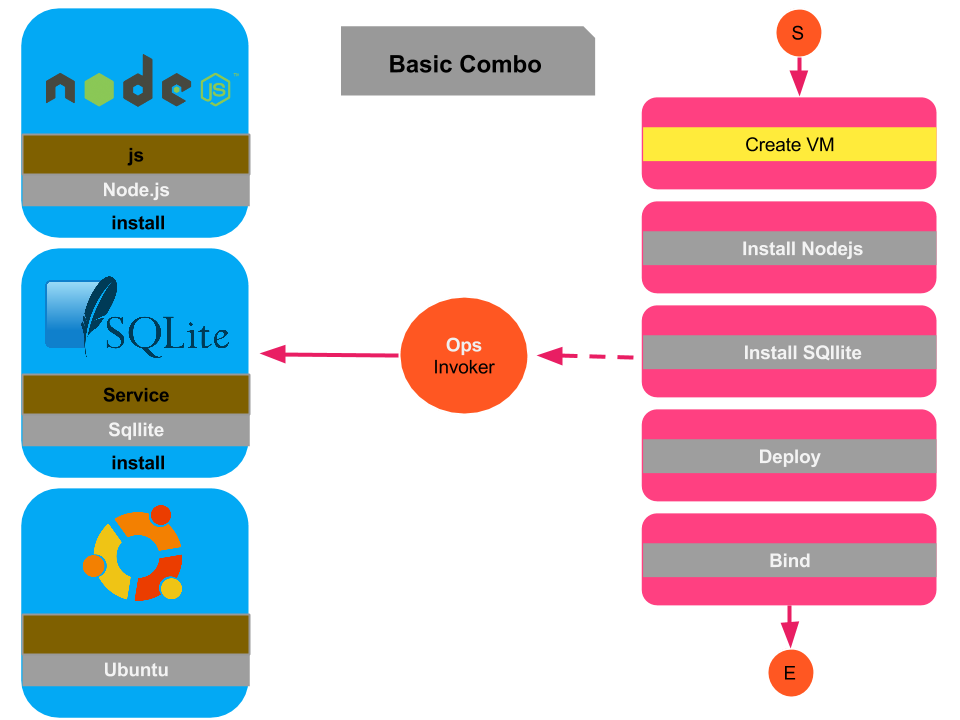 node
JS
™
js
Node.js
install
SQLite
Service
Sqllite
install
Ubuntu
Basic Combo
Ops
Invoker
S
Create VM
Install Nodejs
Install SQllite
Deploy
Bind
E